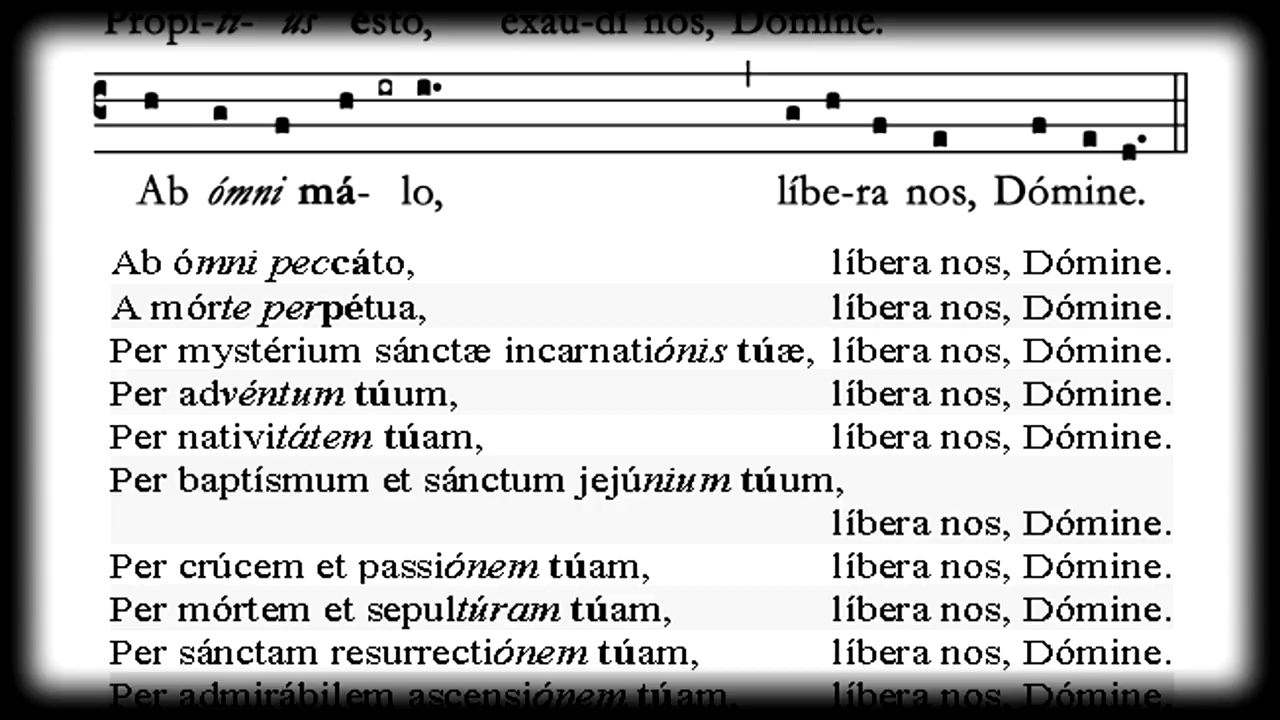 Propí-ti- us esto, exáu-di nos, Dómine.
Ab ómni má- lo, líbe-ra nos, Dómine.
Ab ómni peccáto, líbera nos, Dómine.
A mórte perpétua, líbera nos, Dómine.
Per mystérium sánctæ incarnatiónis túæ, líbera nos, Dómine.
Per advéntum túum, líbera nos, Dómine.
Per nativitátem túam, líbera nos, Dómine.
Per baptísmum et sánctum jejúnium túum,
líbera nos, Dómine.
Per crúcem et passiónem túam, líbera nos, Dómine.
Per mórtem et sepultúram túam, líbera nos, Dómine.
Per sánctam resurrectiónem túam, líbera nos, Dómine.
Per admirábilem ascensiónem túam, líbera nos, Dómine.